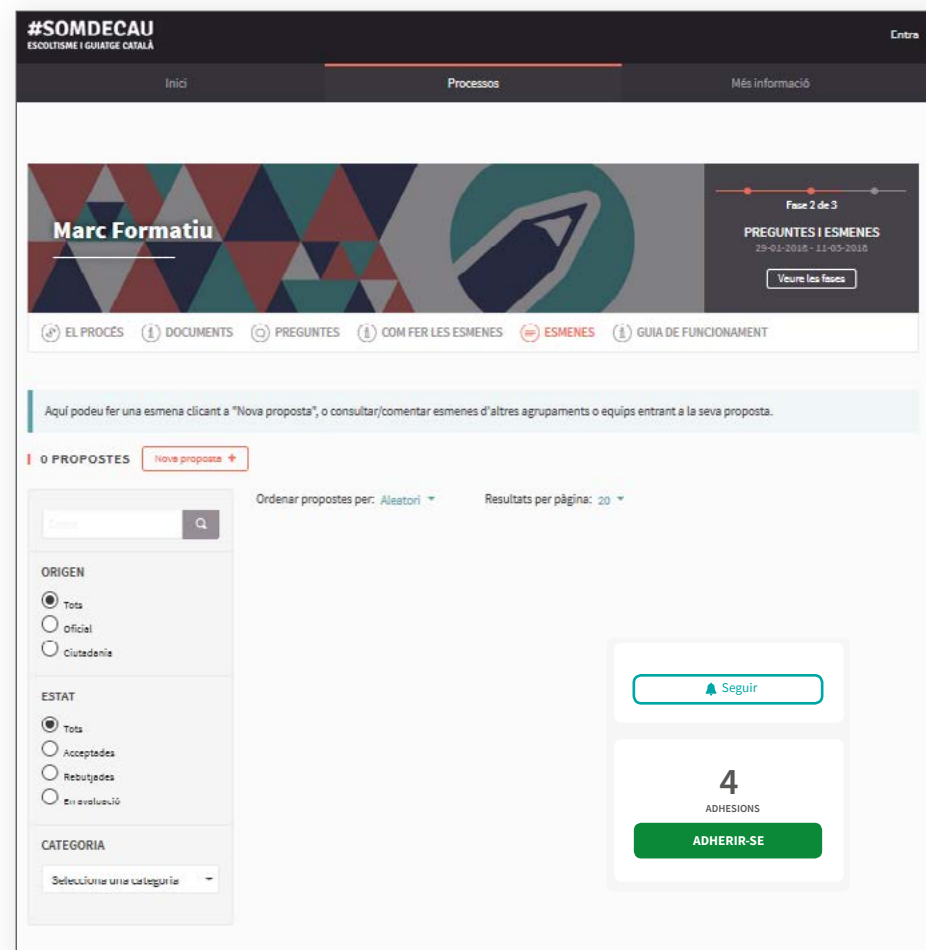 #SOMDECAU
ESCOLTISME I GUIATGE CATALÀ
Entra
Inici
Processos
Més informació
Marc Formatiu
Fase 2 de 3
PREGUNTES I ESMENES
29-01-2018 - 11-03-2018
Veure les fases
EL PROCÉS DOCUMENTS PREGUNTES COM FER LES ESMENES ESMENES GUIA DE FUNCIONAMENT
Aquí podeu fer una esmena clicant a "Nova proposta", o consultar/comentar esmenes d'altres agrupaments o equips entrant a la seva proposta.
0 PROPOSTES Nova proposta +
Ordenar propostes per: Aleatori Resultats per pàgina: 20
ORIGEN
Tots
Oficial
Ciutadania
ESTAT
Tots
Acceptades
Rebutjades
En avaluació
CATEGORIA
Selecciona una categoria
Seguir
4
ADHESIONS
ADHERIR-SE